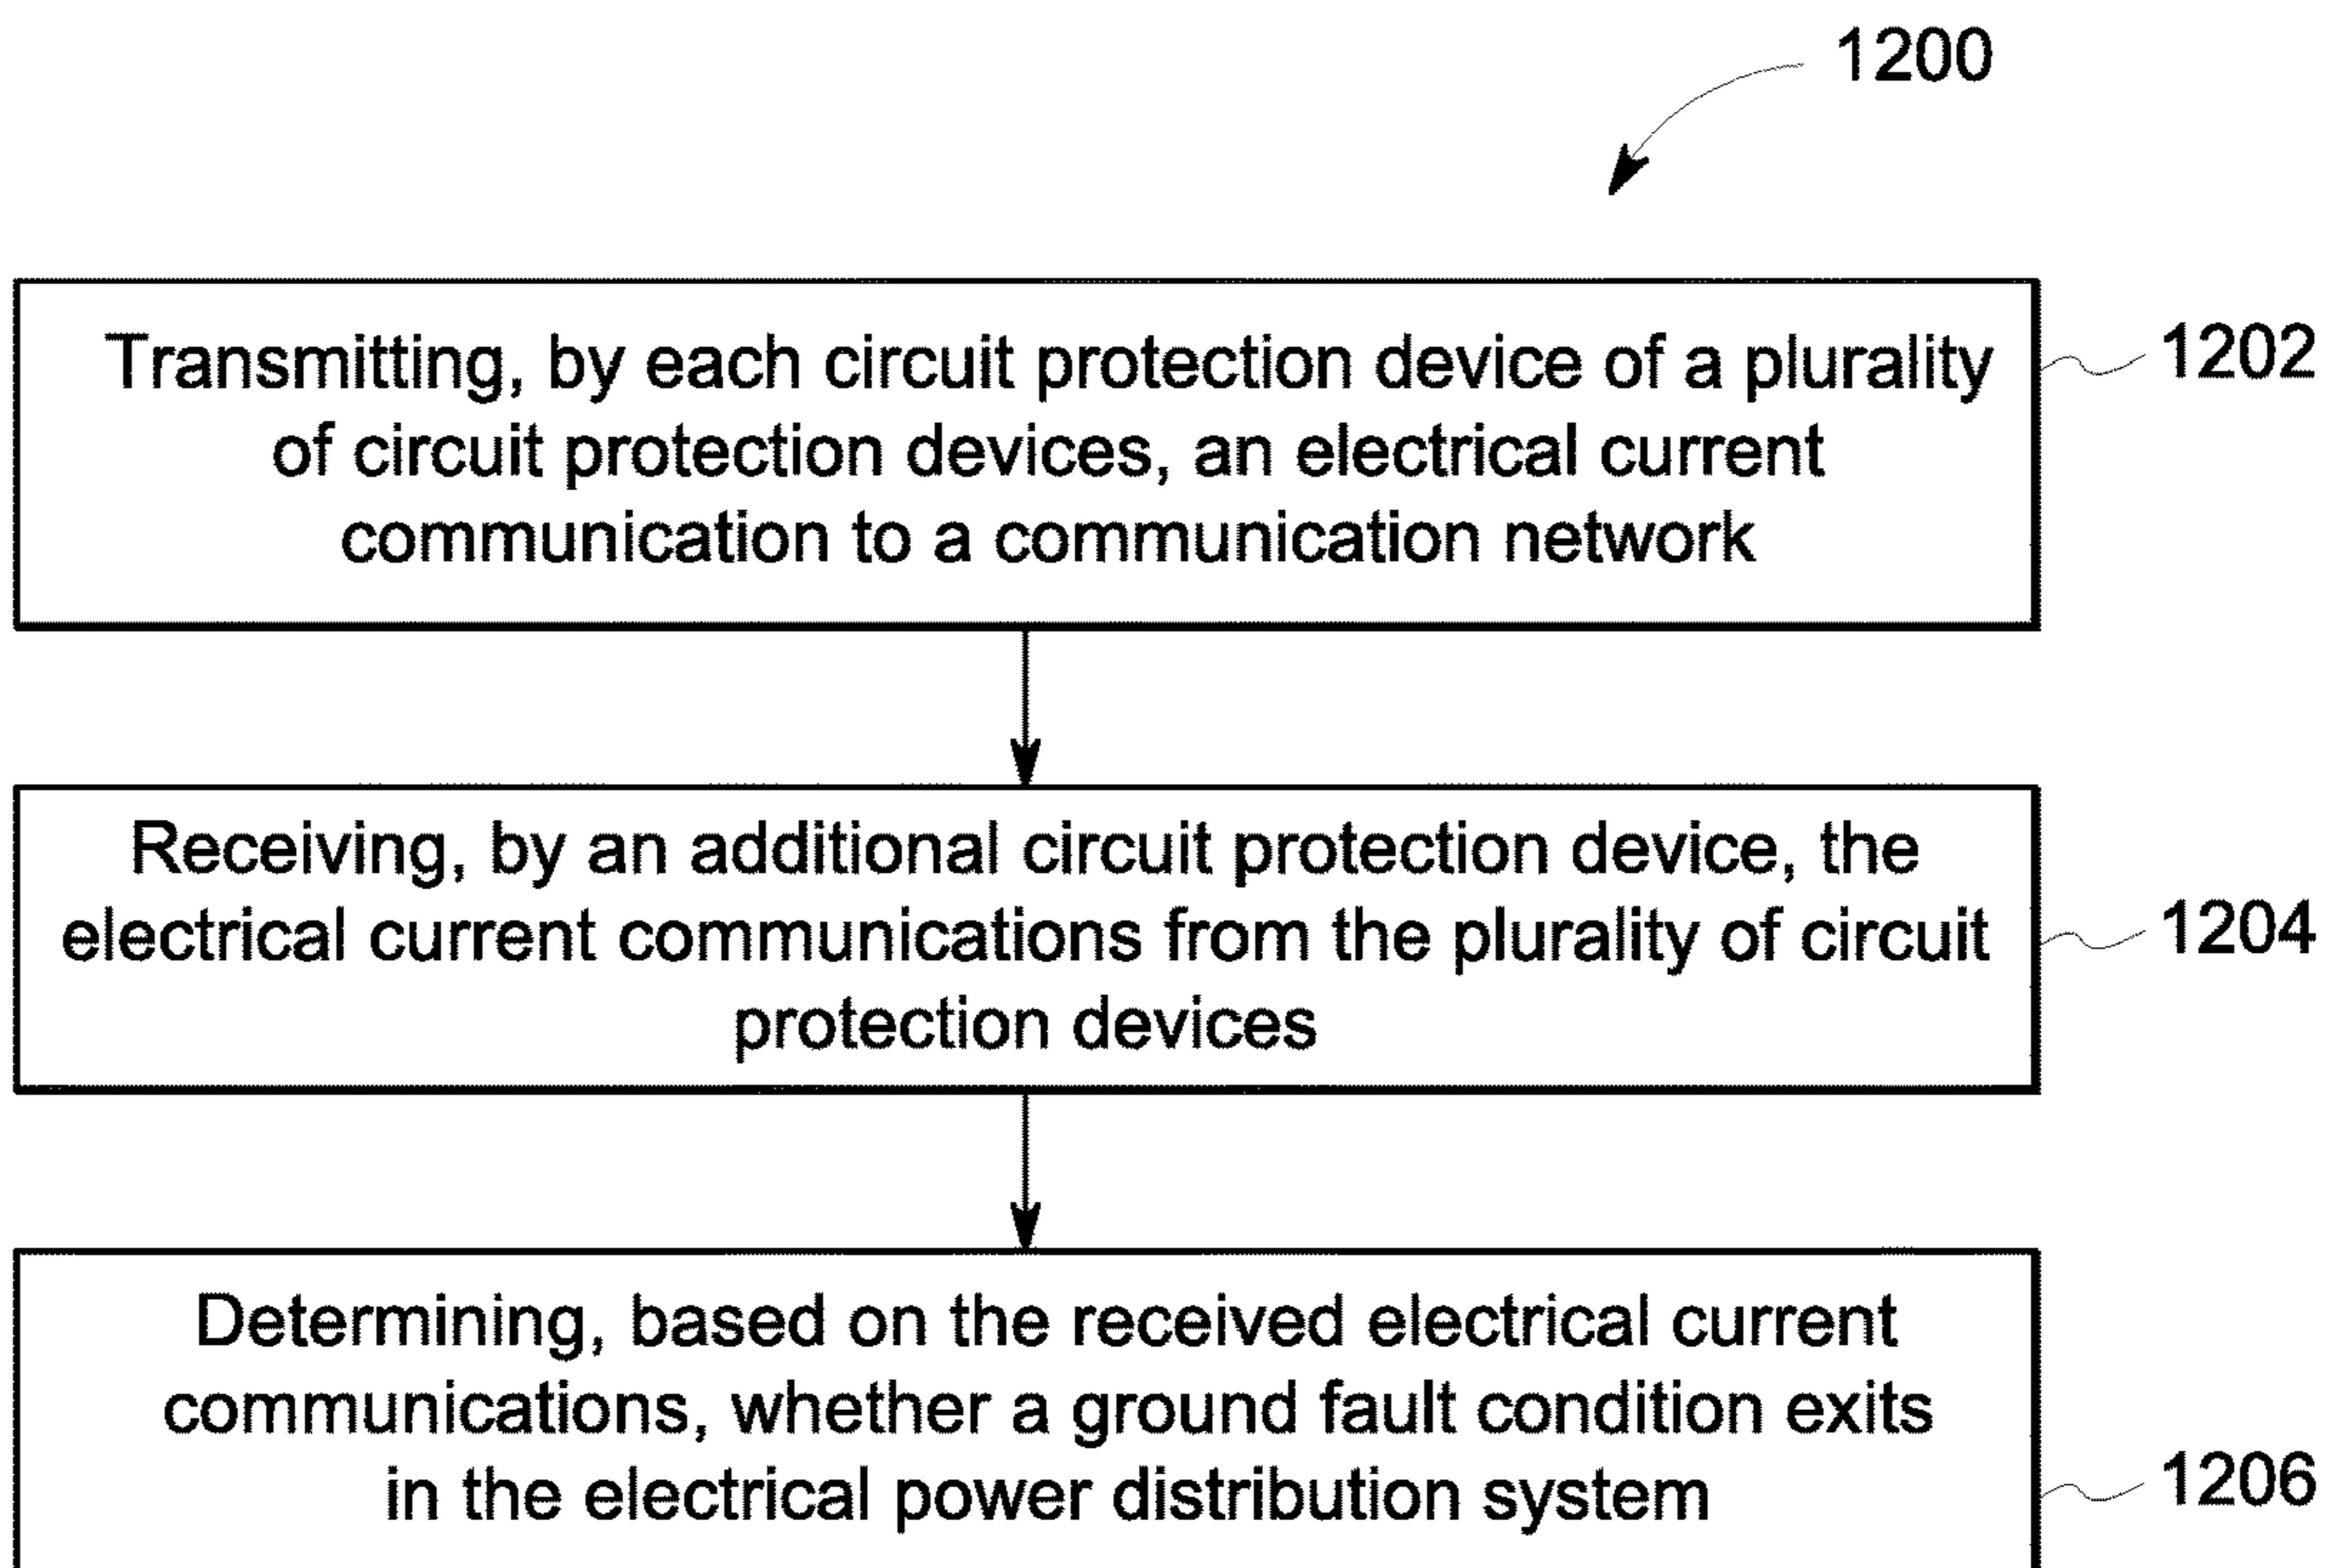 1200
Transmitting, by each circuit protection device of a plurality
of circuit protection devices, an electrical current
communication to a communication network
1202
Receiving, by an additional circuit protection device, the
electrical current communications from the plurality of circuit
protection devices
1204
Determining, based on the received electrical current
communications, whether a ground fault condition exits
in the electrical power distribution system
1206